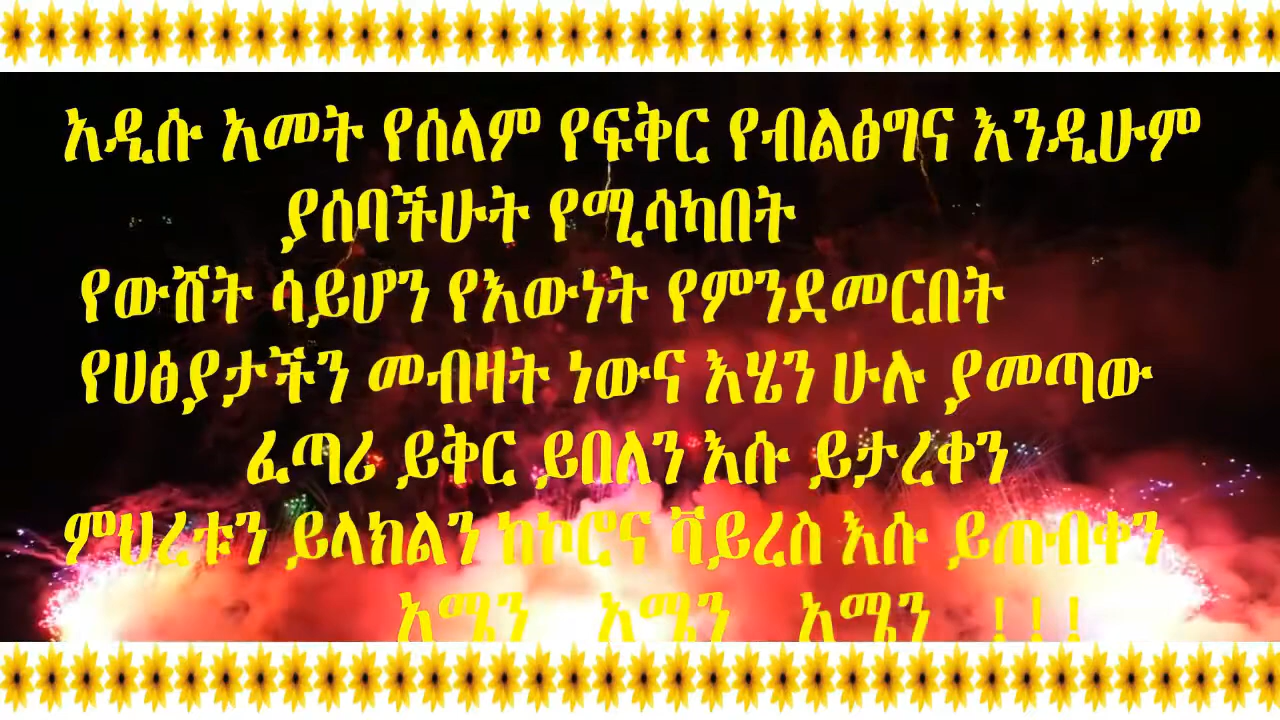 አዲሱ አመት የሰላም የፍቅር የብልፅግና እንዲሁም
ያሰባችሁት የሚሳካበት
የውሸት ሳይሆን የእውነት የምንደመርበት
የሀፅያታችን መብዛት ነውና እሄን ሁሉ ያመጣው
ፈጣሪ ይቅር ይበለን እሱ ይታረቀን
ምህረቱን ይላክልን ከኮሮና ቫይረስ እሱ ይጠብቀን
አሜን አሜን አሜን !!!